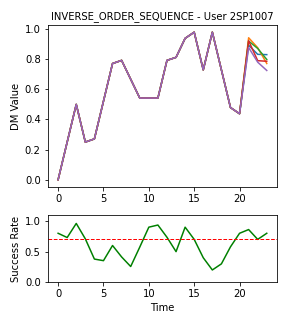 INVERSE_ORDER_SEQUENCE - User 2SP1007
1.0
0.8
0.6
0.4
0.2
0.0
DM Value
0 5 10 15 20
1.0
0.5
0.0
Success Rate
0 5 10 15 20
Time